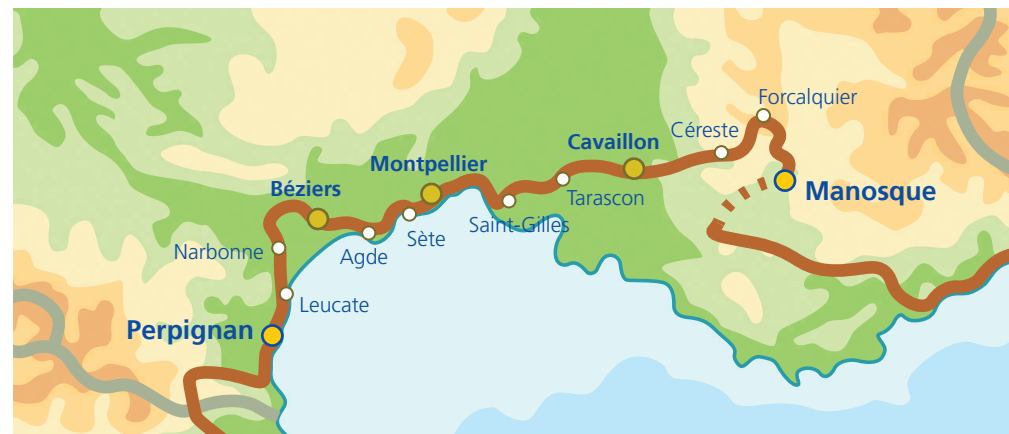 Forcalquier
Céreste
Cavaillon
Montpellier
Manosque
Béziers
Tarascon
Saint-Gilles
Sète
Narbonne
Agde
Leucate
Perpignan